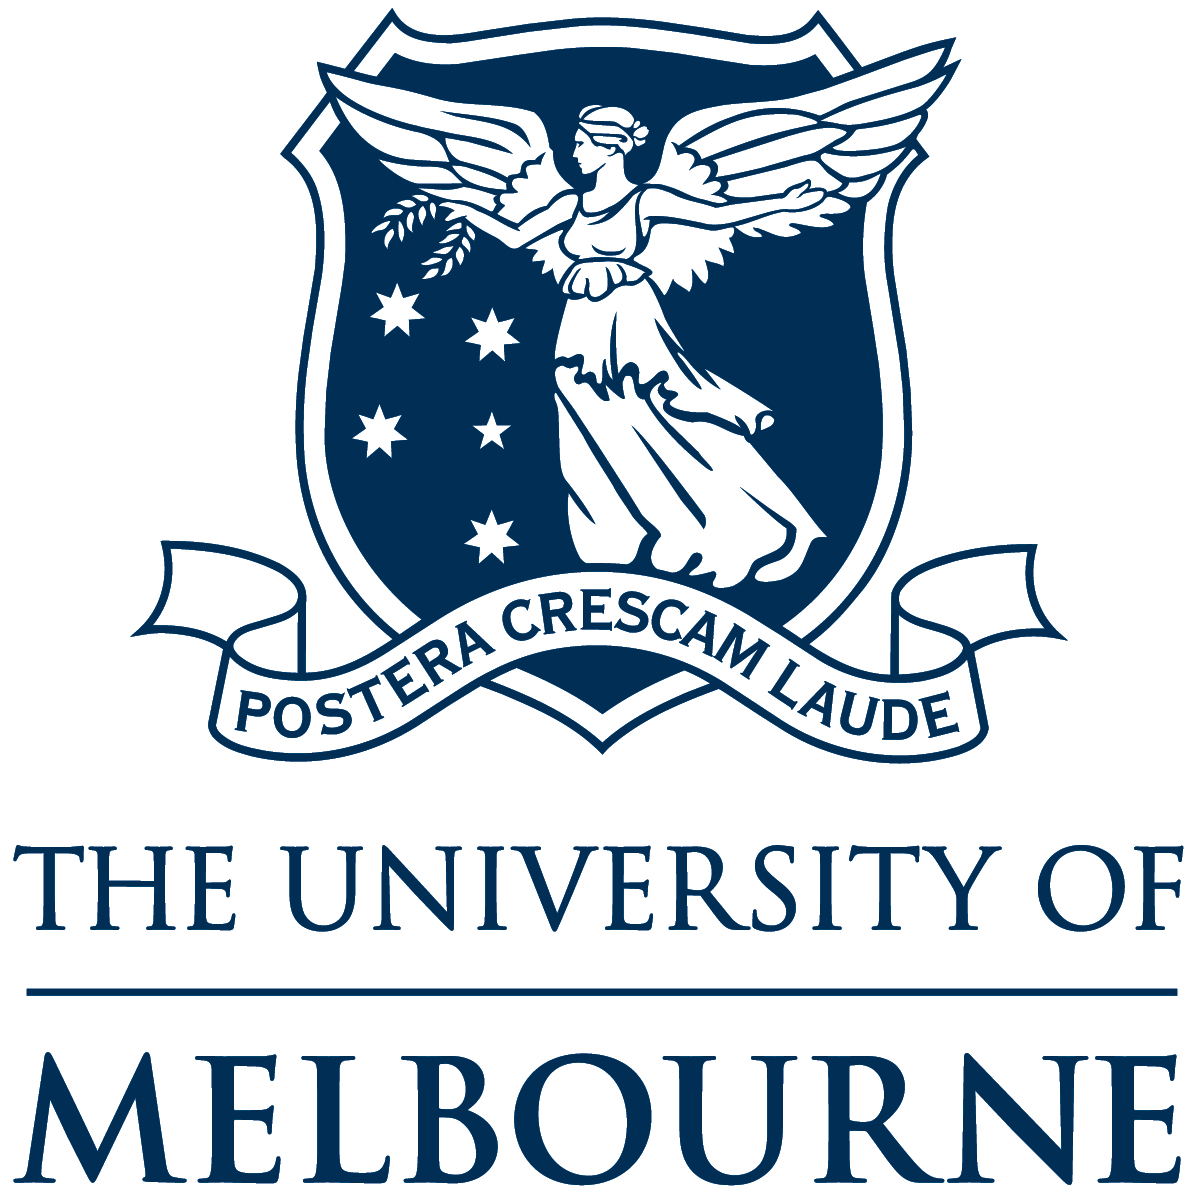 POSTERA CRESCAM LAUDE
THE UNIVERSITY OF
MELBOURNE